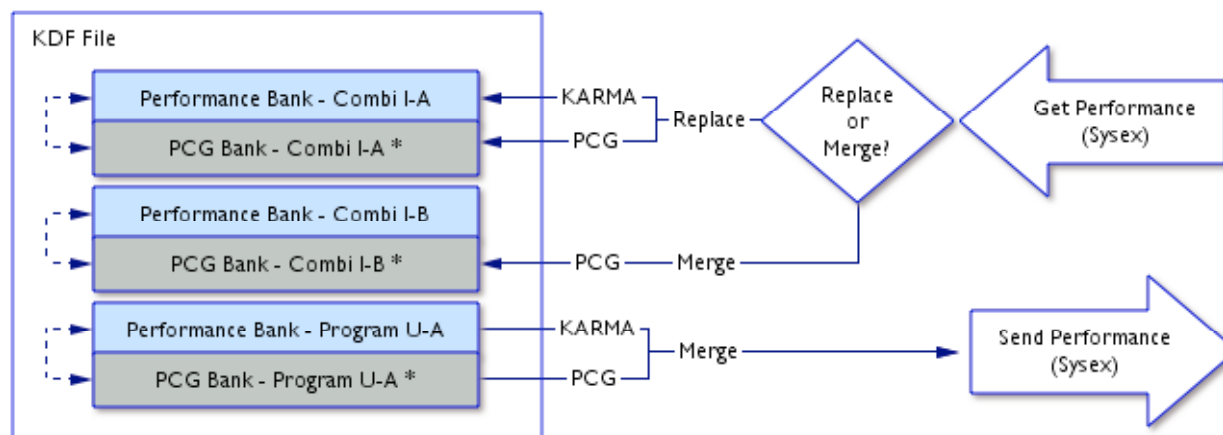 KDF File
Performance Bank - Combi I-A
PCG Bank - Combi I-A *
Performance Bank - Combi I-B
PCG Bank - Combi I-B *
Performance Bank - Program U-A
PCG Bank - Program U-A *
KARMA
PCG
Replace
Replace
or
Merge?
Get Performance
(Sysex)
PCG
Merge
KARMA
PCG
Merge
Send Performance
(Sysex)